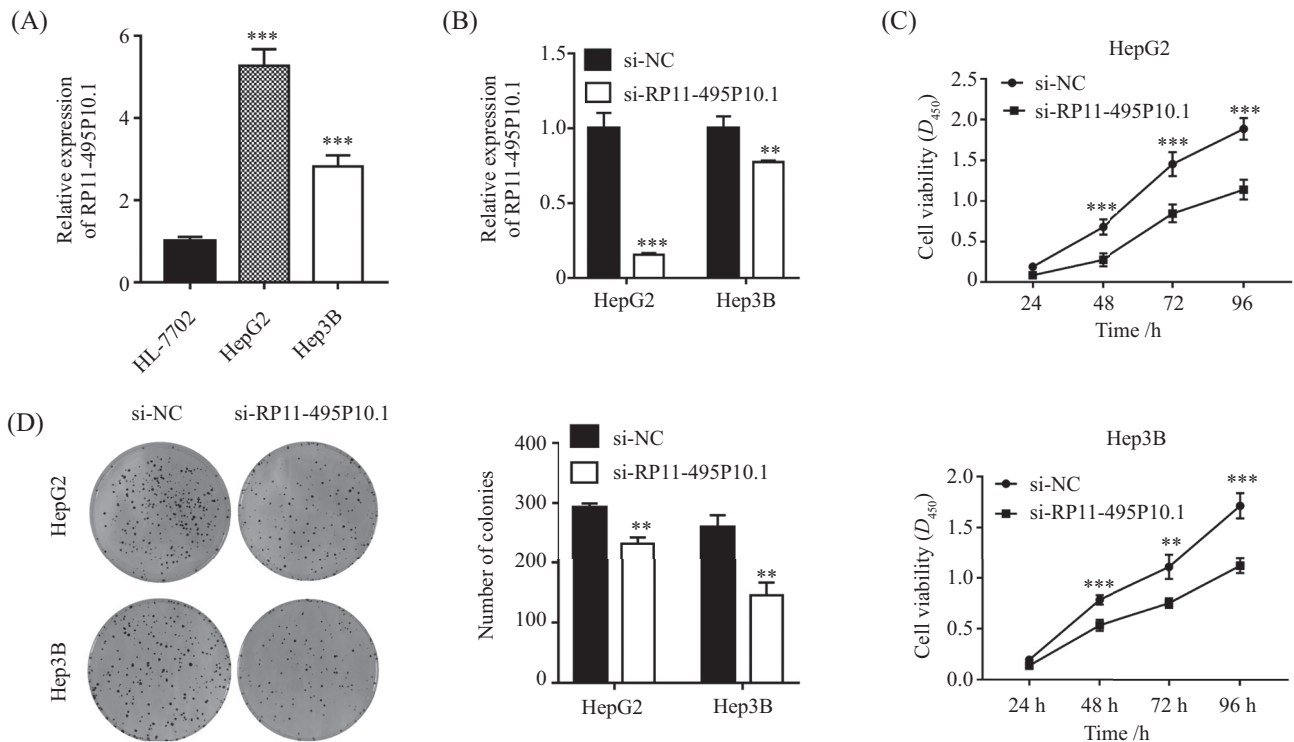 (A)
Relative expression
of RP11-495P10.1
6
4
2
0
***
***
HL-7702
HepG2
Hep3B
(B)
Relative expression
of RP11-495P10.1
1.5
1.0
0.5
0
si-NC
si-RP11-495P10.1
***
**
HepG2
Hep3B
(C)
HepG2
Cell viability (D450)
2.5
2.0
1.5
1.0
0.5
0
si-NC
si-RP11-495P10.1
***
***
***
24
48
72
96
Time /h
(D)
si-NC
si-RP11-495P10.1
HepG2
Hep3B
Number of colonies
400
300
200
100
0
si-NC
si-RP11-495P10.1
**
**
HepG2
Hep3B
Hep3B
Cell viability (D450)
2.0
1.5
1.0
0.5
0.0
si-NC
si-RP11-495P10.1
***
**
***
24 h
48 h
72 h
96 h
Time /h